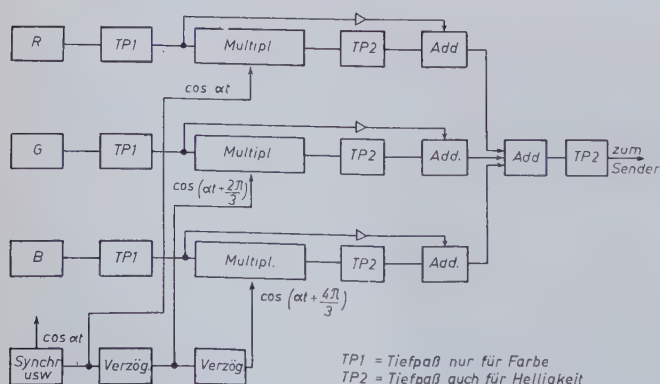 R TP1 Multipl TP2 Add
cos αt
G TP1 Multipl TP2 Add. Add TP2 zum Sender
cos(αt+2π/3)
B TP1 Multipl. TP2 Add.
cos(αt+4π/3)
cos αt
Synchr usw Verzög. Verzög.
TP1 = Tiefpaß nur für Farbe
TP2 = Tiefpaß auch für Helligkeit